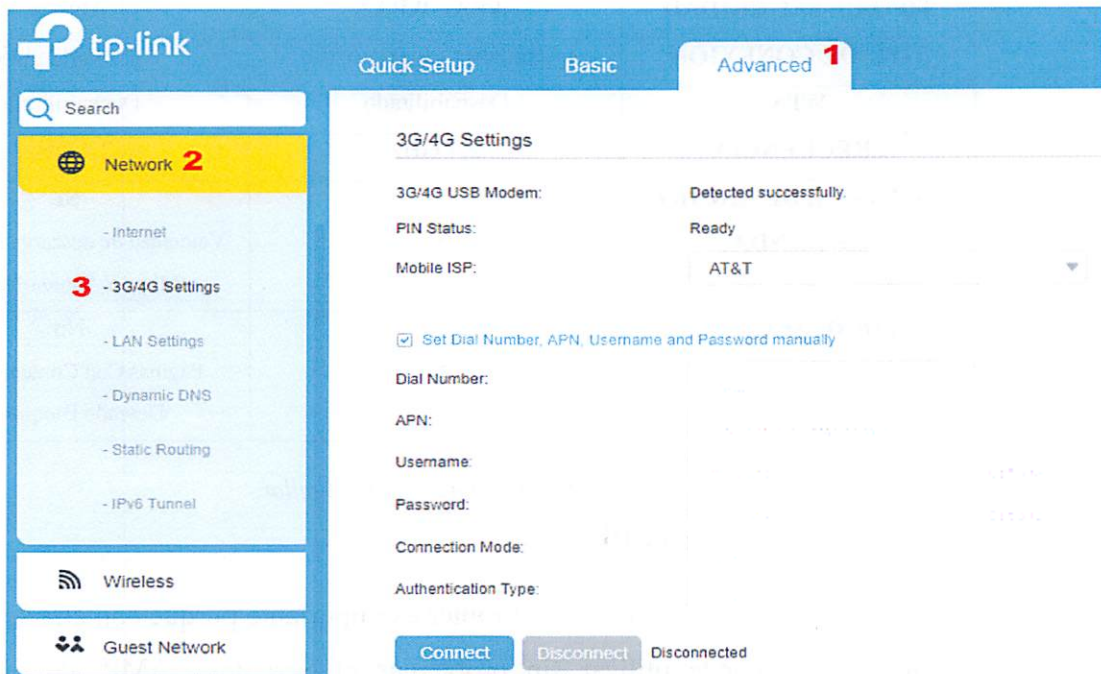 tp-link
Quick Setup Basic Advanced 1
Search
Network 2
- Internet
3 - 3G/4G Settings
- LAN Settings
- Dynamic DNS
- Static Routing
- IPv6 Tunnel
Wireless
Guest Network
3G/4G Settings
3G/4G USB Modem: Detected successfully.
PIN Status: Ready
Mobile ISP: AT&T
Set Dial Number, APN, Username and Password manually
Dial Number:
APN:
Username:
Password:
Connection Mode:
Authentication Type:
Connect Disconnect Disconnected